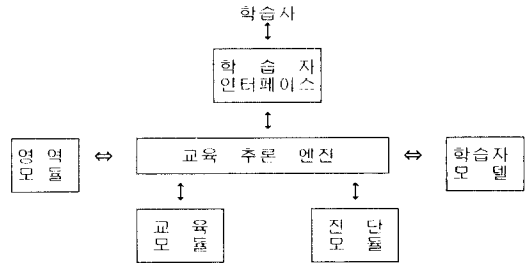 학습사
학 습 자
인터페이스
영 역
모 듈
교육 추론 엔진
학습자
모 델
교 육
모 듈
진 단
모 듈